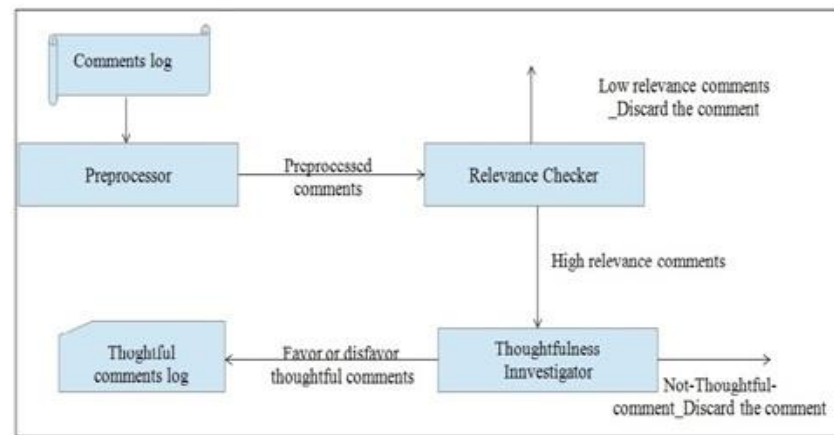 Comments log
Low relevance comments
_Discard the comment
Preprocessor
Preprocessed
comments
Relevance Checker
High relevance comments
Thoghtful
comments log
Favor or disfavor
thoughtful comments
Thoughtfulness
Innvestigator
Not-Thoughtful-
comment_Discard the comment